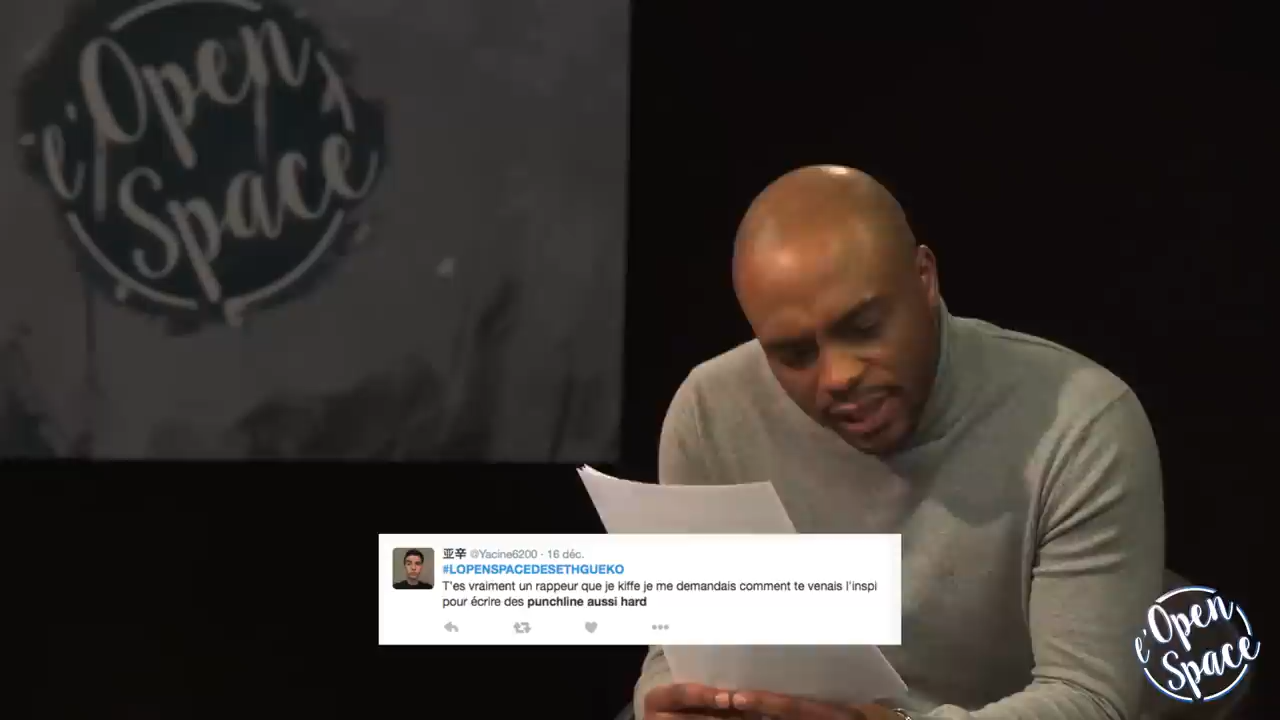 l'Open
Space
亚辛 @Yacine6200 · 16 déc.
#LOPENSPACEDESETHGUEKO
T'es vraiment un rappeur que je kiffe je me demandais comment te venais l'inspi
pour écrire des punchline aussi hard
l'Open
Space